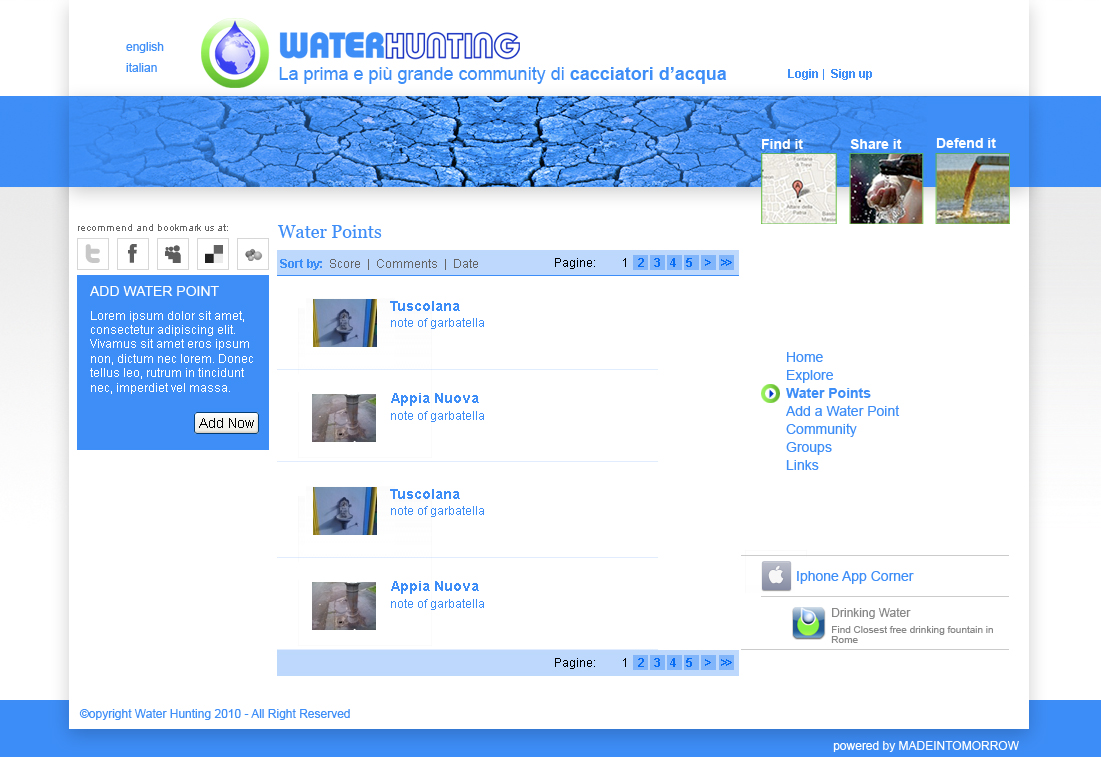 english
italian
WATERHUNTING
La prima e più grande community di cacciatori d'acqua
Login | Sign up
Find it
Share it
Defend it
recommend and bookmark us at:
ADD WATER POINT
Lorem ipsum dolor sit amet,
consectetur adipiscing elit.
Vivamus sit amet eros ipsum
non, dictum nec lorem. Donec
tellus leo, rutrum in tincidunt
nec, imperdiet vel massa.
Add Now
Water Points
Sort by: Score | Comments | Date
Pagine: 1 2 3 4 5 > >>
Tuscolana
note of garbatella
Appia Nuova
note of garbatella
Tuscolana
note of garbatella
Appia Nuova
note of garbatella
Pagine: 1 2 3 4 5 > >>
Home
Explore
Water Points
Add a Water Point
Community
Groups
Links
Iphone App Corner
Drinking Water
Find Closest free drinking fountain in
Rome
©opyright Water Hunting 2010 - All Right Reserved
powered by MADEINTOMORROW